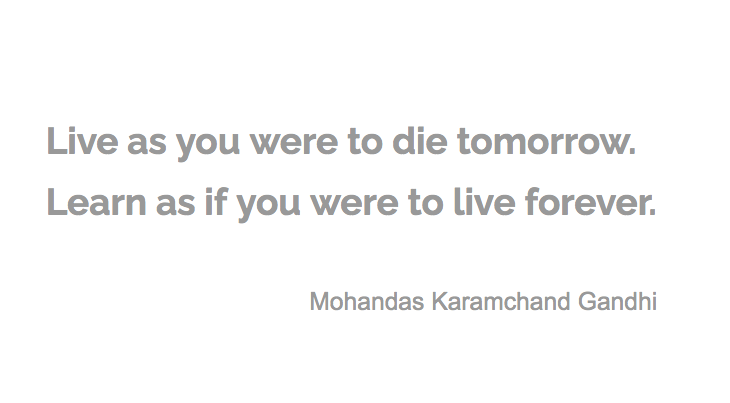 Live as you were to die tomorrow.
Learn as if you were to live forever.
Mohandas Karamchand Gandhi